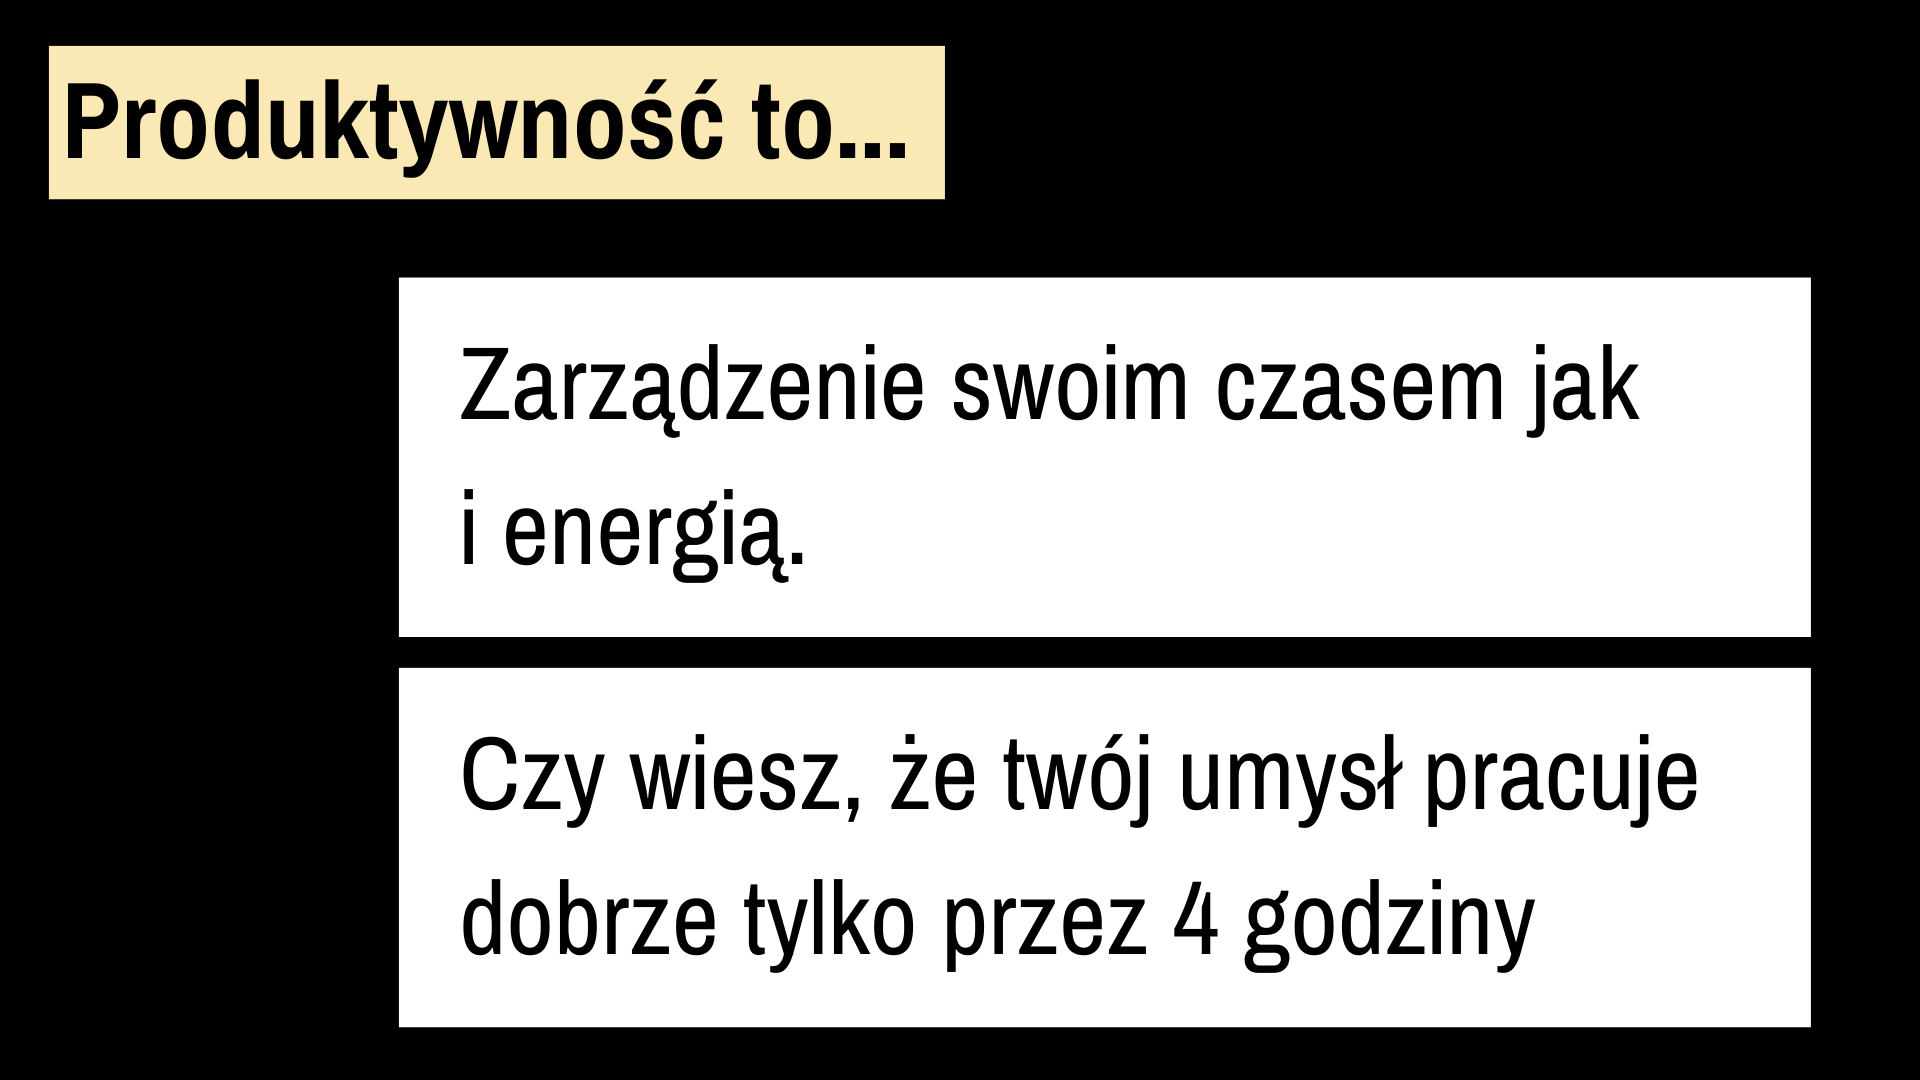 Produktywność to...
Zarządzenie swoim czasem jak
i energią.
Czy wiesz, że twój umysł pracuje
dobrze tylko przez 4 godziny